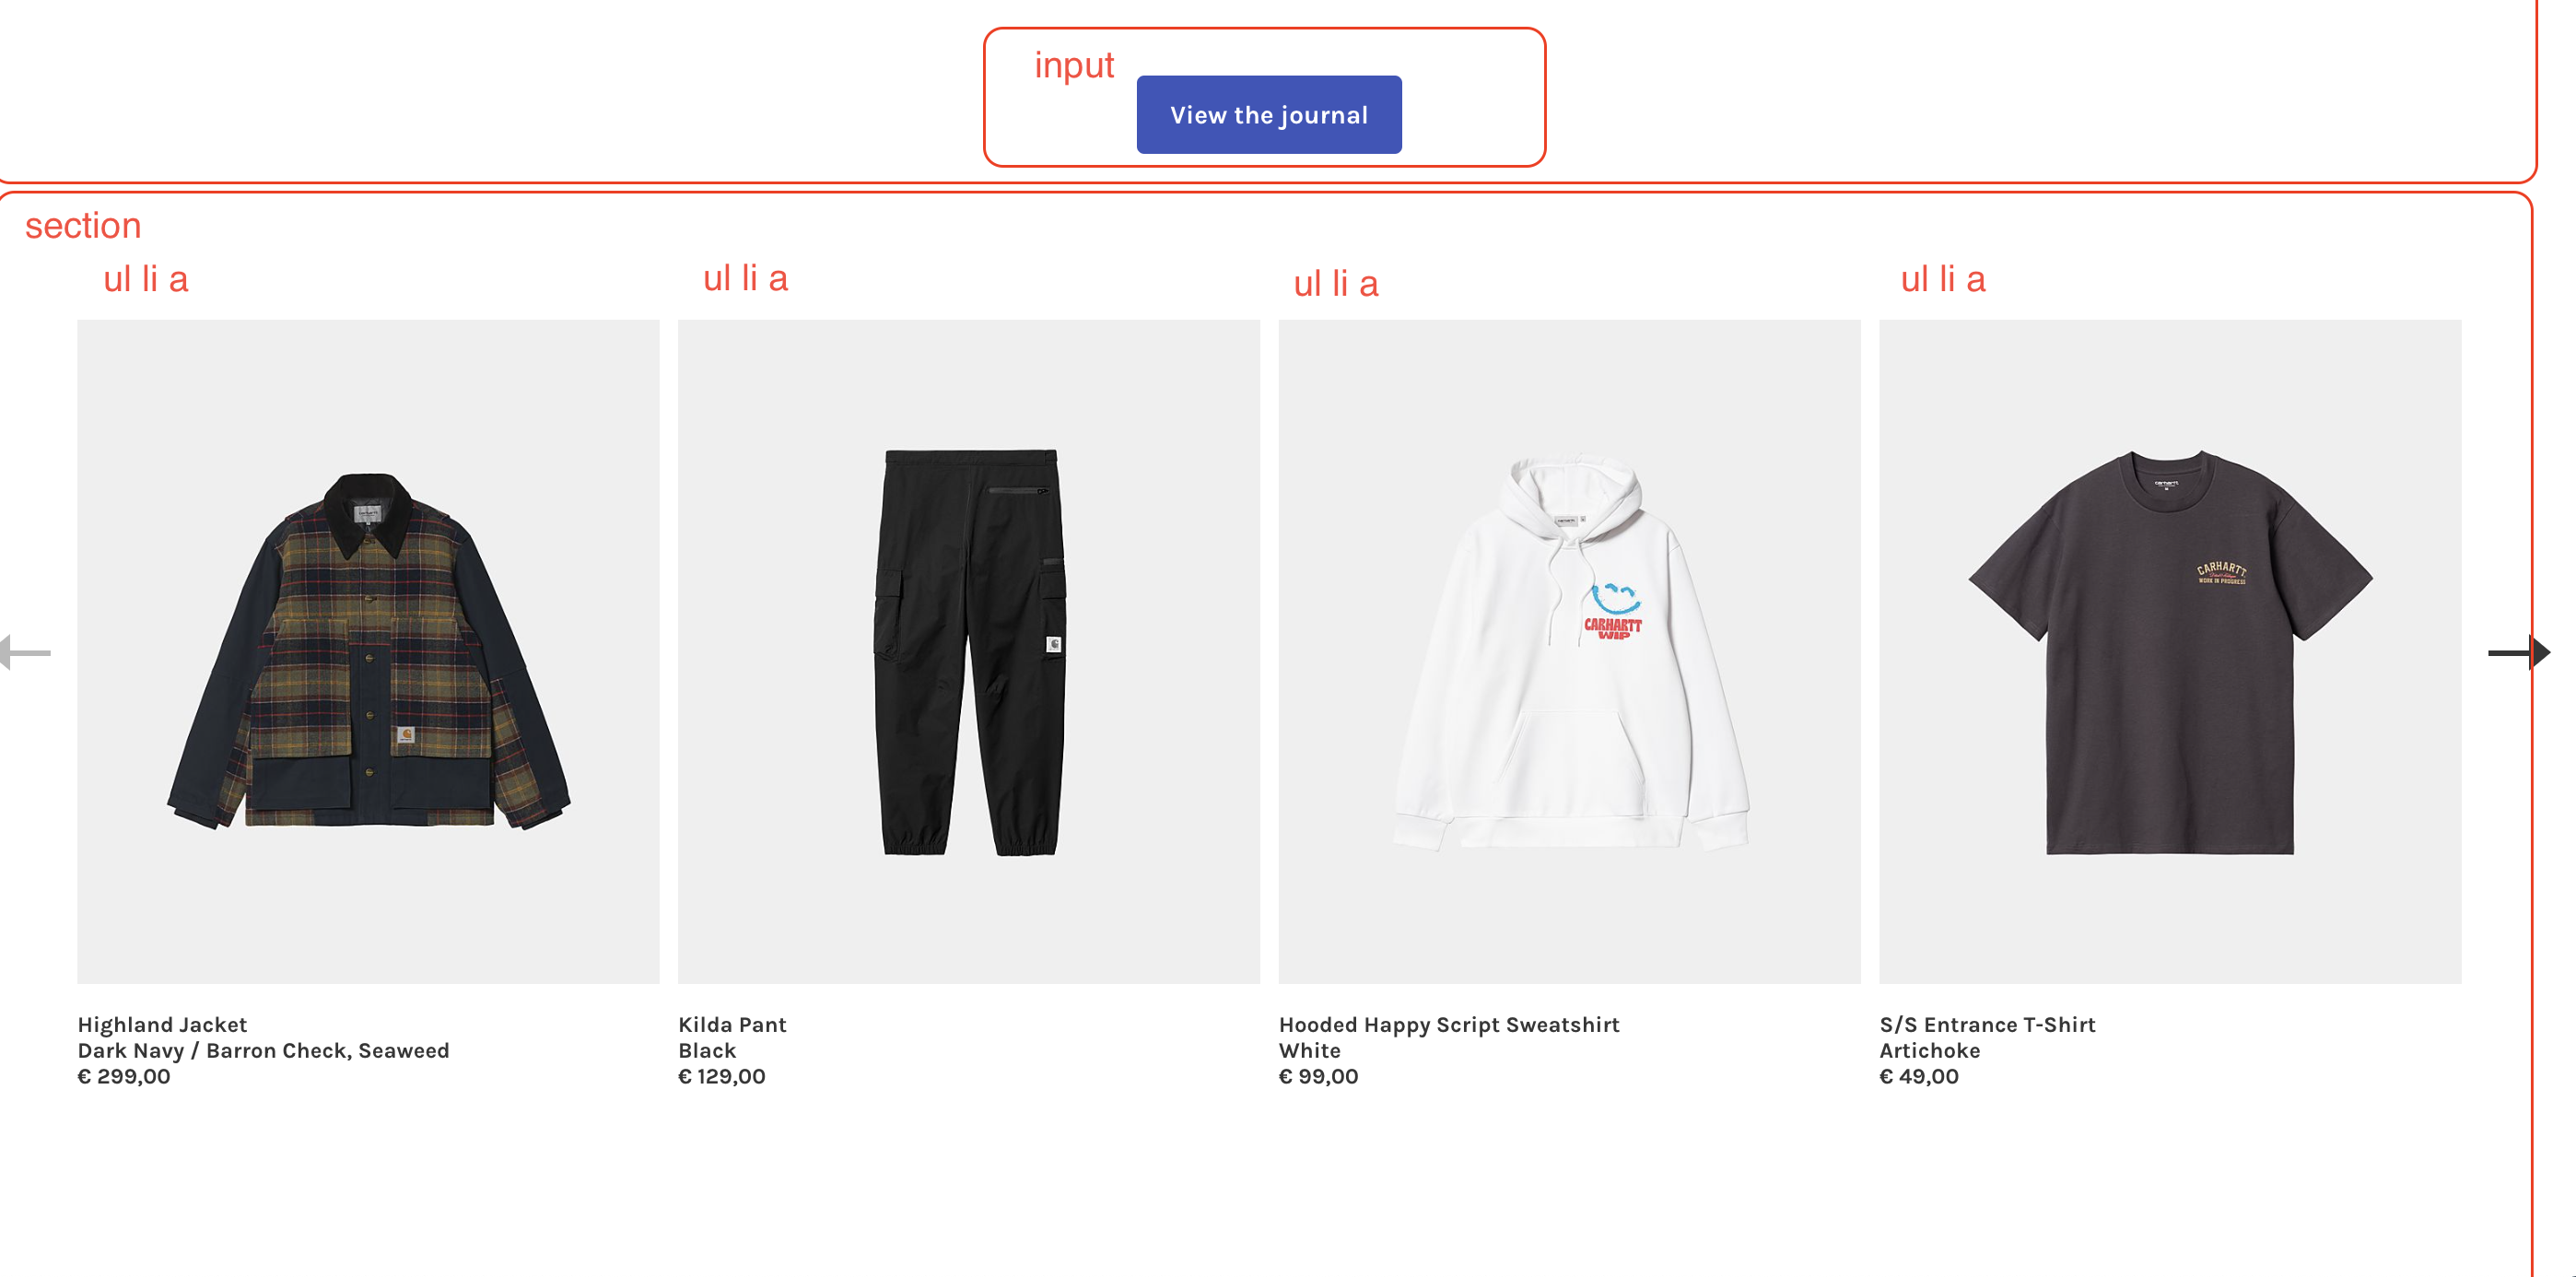 input
View the journal
section
ul li a
ul li a
ul li a
ul li a
CARHARTT
WIP
CARHARTT
WORK IN PROGRESS
Highland Jacket
Dark Navy / Barron Check, Seaweed
€ 299,00
Kilda Pant
Black
€ 129,00
Hooded Happy Script Sweatshirt
White
€ 99,00
S/S Entrance T-Shirt
Artichoke
€ 49,00